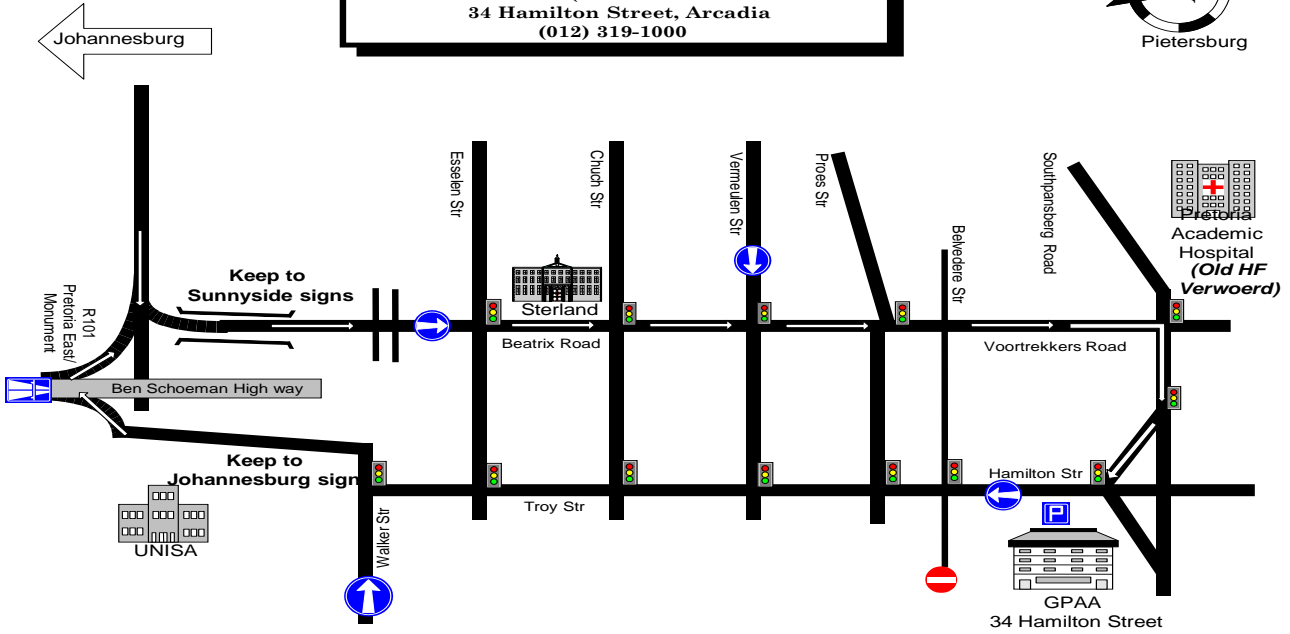 34 Hamilton Street, Arcadia
(012) 319-1000
Johannesburg
Pietersburg
Esselen Str
Chuch Str
Vermeulen Str
Proes Str
Belvedere Str
Southpansberg Road
Pretoria
Academic
Hospital
(Old HF
Verwoerd)
Keep to
Sunnyside signs
R101
Pretoria East/
Monument
Sterland
Beatrix Road
Voortrekkers Road
Ben Schoeman High way
Keep to
Johannesburg sign
Hamilton Str
Troy Str
P
UNISA
Walker Str
GPAA
34 Hamilton Street